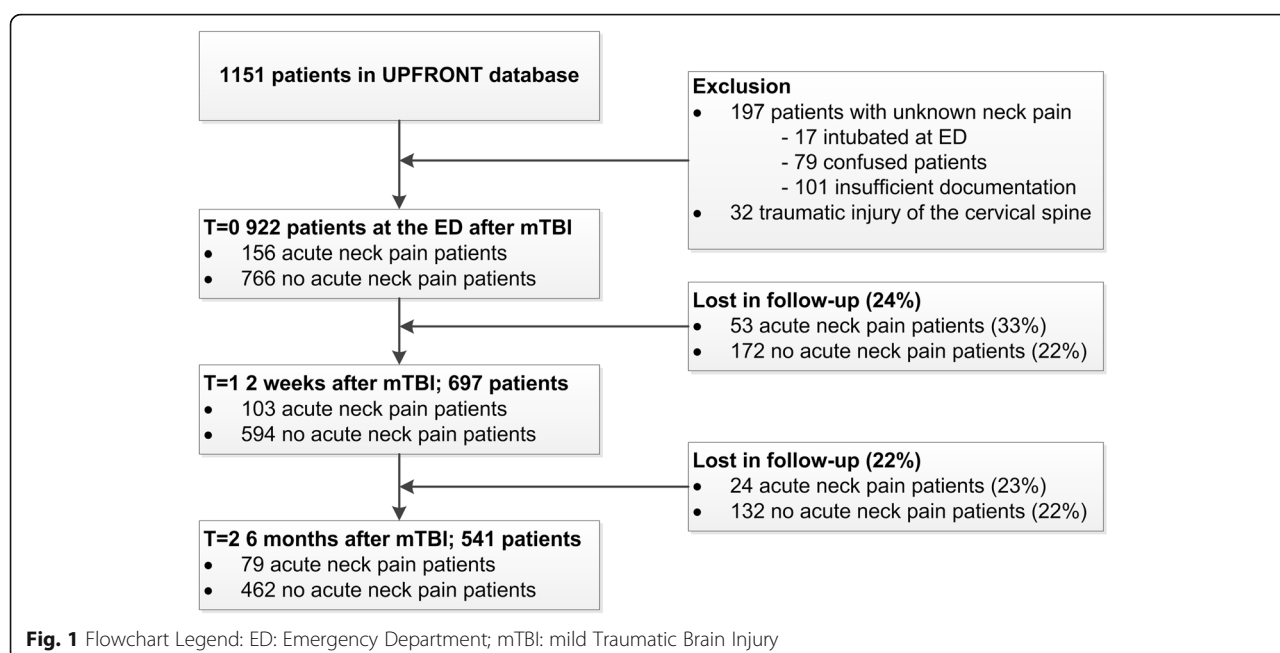 1151 patients in UPFRONT database
Exclusion
• 197 patients with unknown neck pain
- 17 intubated at ED
- 79 confused patients
- 101 insufficient documentation
• 32 traumatic injury of the cervical spine
T=0 922 patients at the ED after mTBI
• 156 acute neck pain patients
• 766 no acute neck pain patients
Lost in follow-up (24%)
• 53 acute neck pain patients (33%)
• 172 no acute neck pain patients (22%)
T=1 2 weeks after mTBI; 697 patients
• 103 acute neck pain patients
• 594 no acute neck pain patients
Lost in follow-up (22%)
• 24 acute neck pain patients (23%)
• 132 no acute neck pain patients (22%)
T=2 6 months after mTBI; 541 patients
• 79 acute neck pain patients
• 462 no acute neck pain patients
Fig. 1 Flowchart Legend: ED: Emergency Department; mTBI: mild Traumatic Brain Injury